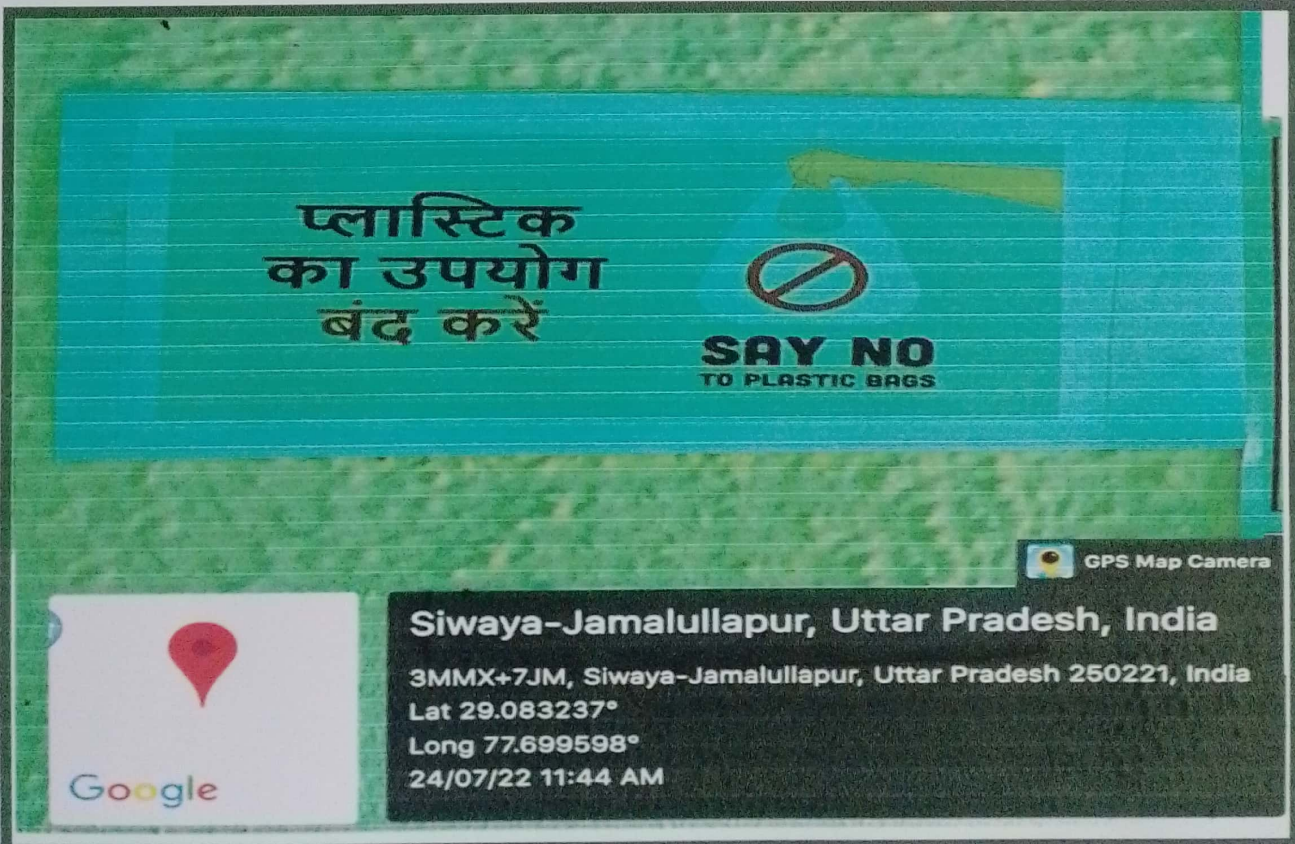 प्लास्टिक
का उपयोग
बंद करें
SAY NO
TO PLASTIC BAGS
GPS Map Camera
Siwaya-Jamalullapur, Uttar Pradesh, India
3MMX+7JM, Siwaya-Jamalullapur, Uttar Pradesh 250221, India
Lat 29.083237°
Long 77.699598°
24/07/22 11:44 AM
Google